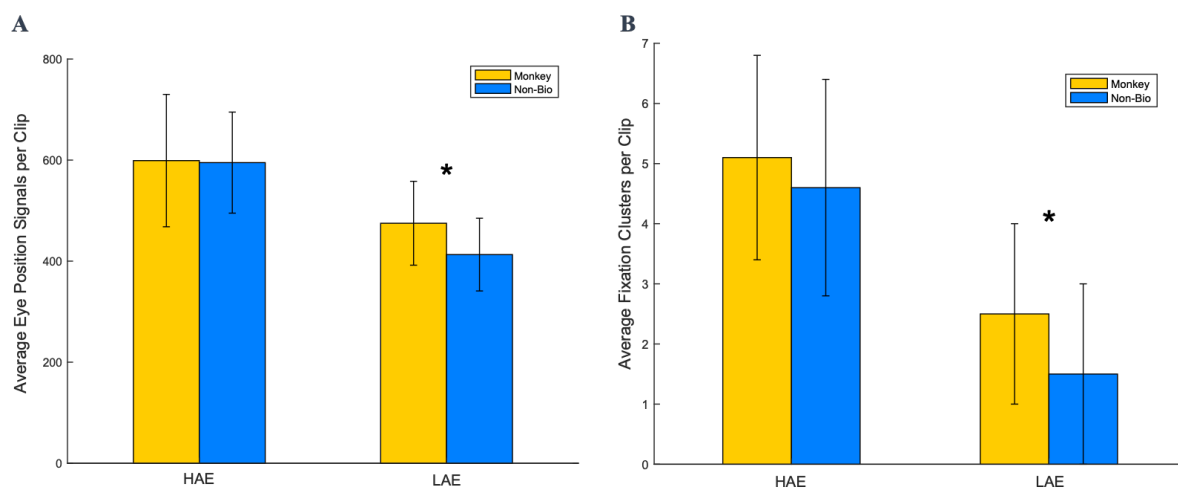 A
Average Eye Position Signals per Clip
800
600
400
200
0
Monkey
Non-Bio
*
HAE
LAE
B
Average Fixation Clusters per Clip
7
6
5
4
3
2
1
0
Monkey
Non-Bio
*
HAE
LAE